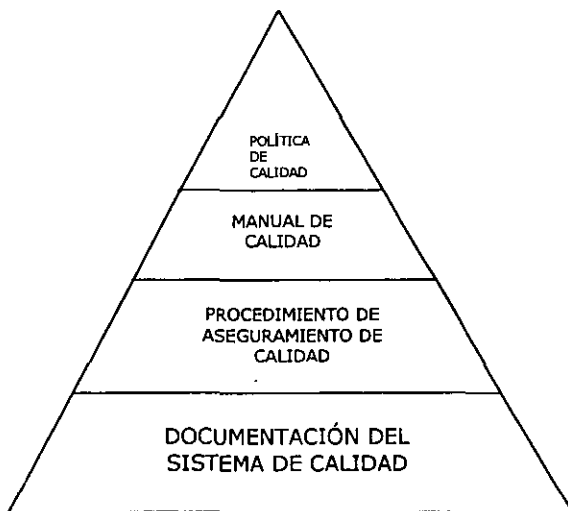 POLÍTICA
DE
CALIDAD
MANUAL DE
CALIDAD
PROCEDIMIENTO DE
ASEGURAMIENTO DE
CALIDAD
DOCUMENTACIÓN DEL
SISTEMA DE CALIDAD